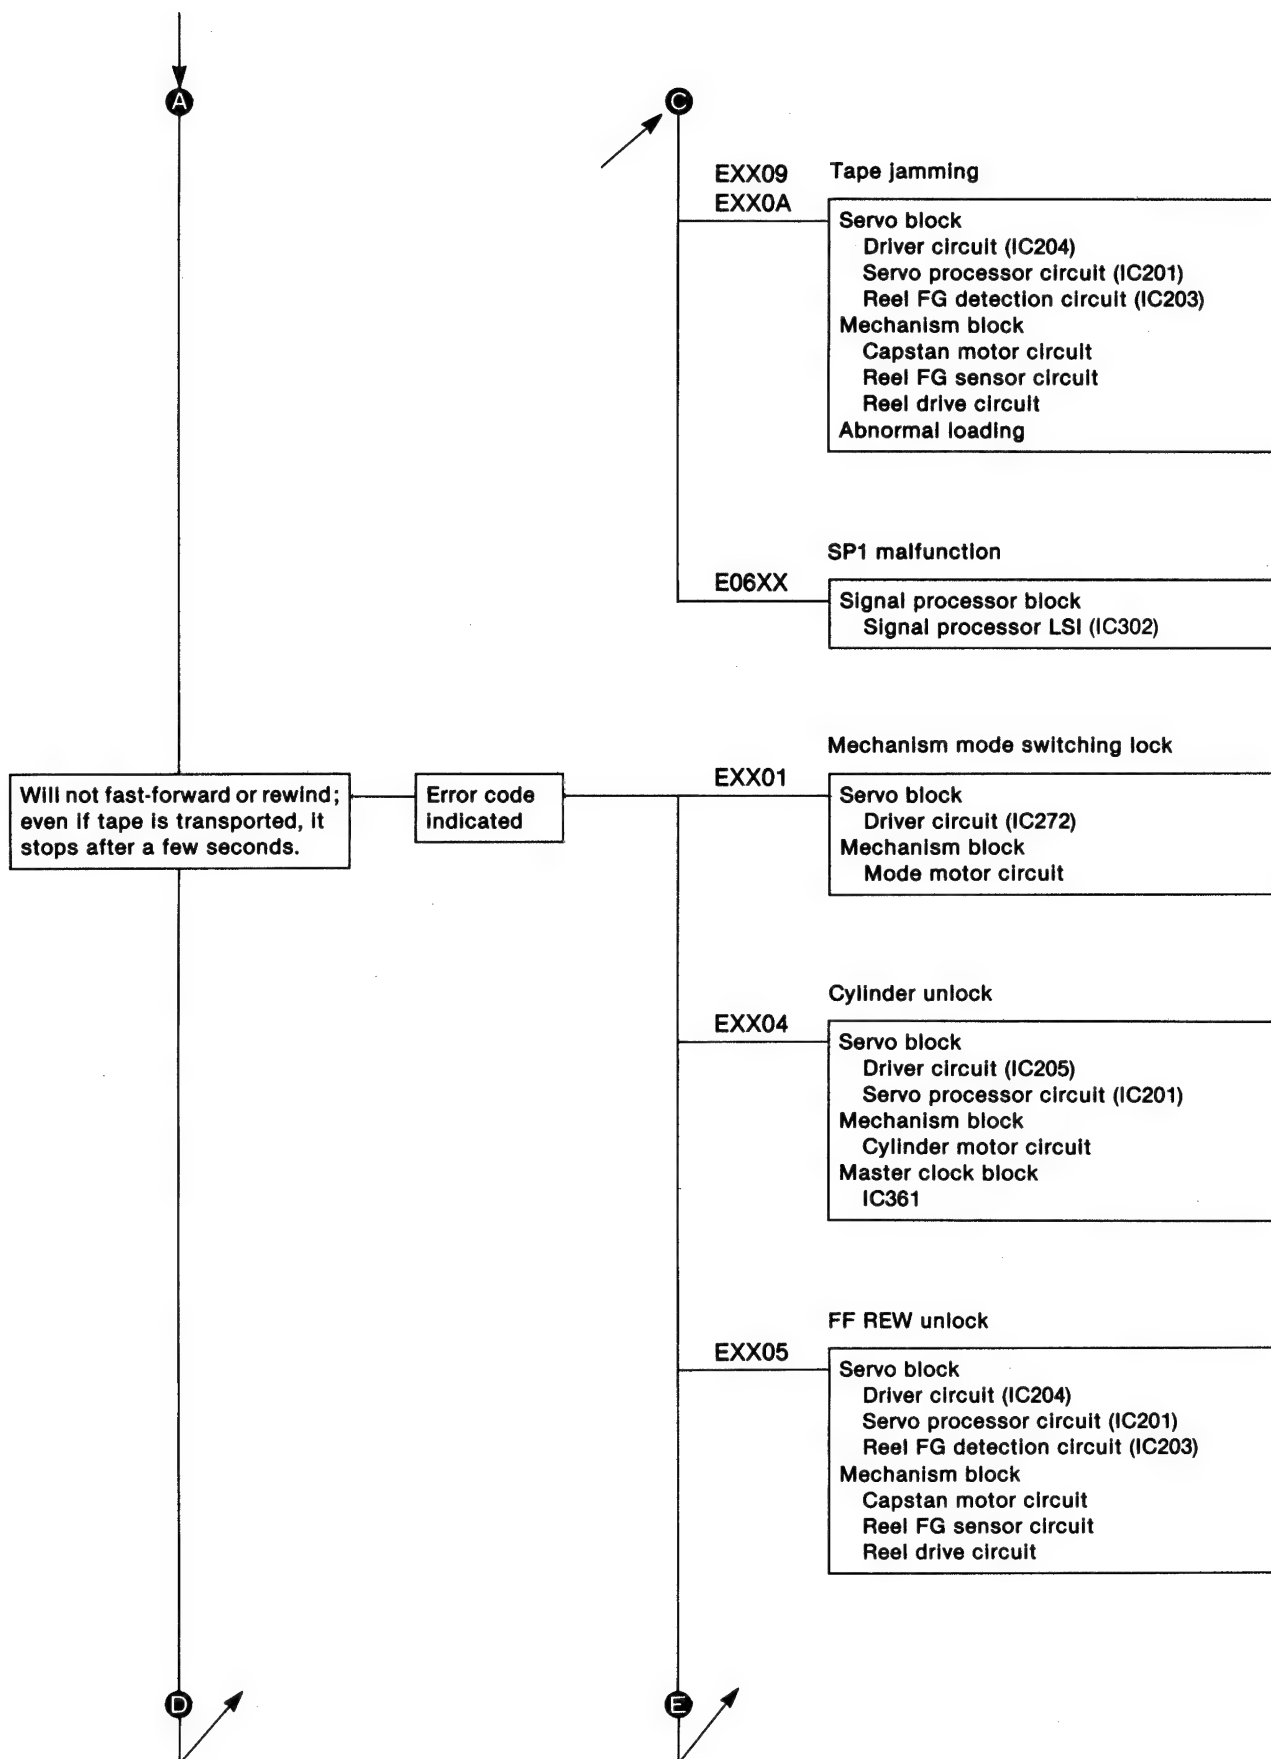 A
C
EXX09 Tape jamming
EXX0A
Servo block
Driver circuit (IC204)
Servo processor circuit (IC201)
Reel FG detection circuit (IC203)
Mechanism block
Capstan motor circuit
Reel FG sensor circuit
Reel drive circuit
Abnormal loading
SP1 malfunction
E06XX
Signal processor block
Signal processor LSI (IC302)
Will not fast-forward or rewind;
even if tape is transported, it
stops after a few seconds.
Error code
indicated
Mechanism mode switching lock
EXX01
Servo block
Driver circuit (IC272)
Mechanism block
Mode motor circuit
Cylinder unlock
EXX04
Servo block
Driver circuit (IC205)
Servo processor circuit (IC201)
Mechanism block
Cylinder motor circuit
Master clock block
IC361
FF REW unlock
EXX05
Servo block
Driver circuit (IC204)
Servo processor circuit (IC201)
Reel FG detection circuit (IC203)
Mechanism block
Capstan motor circuit
Reel FG sensor circuit
Reel drive circuit
D
E